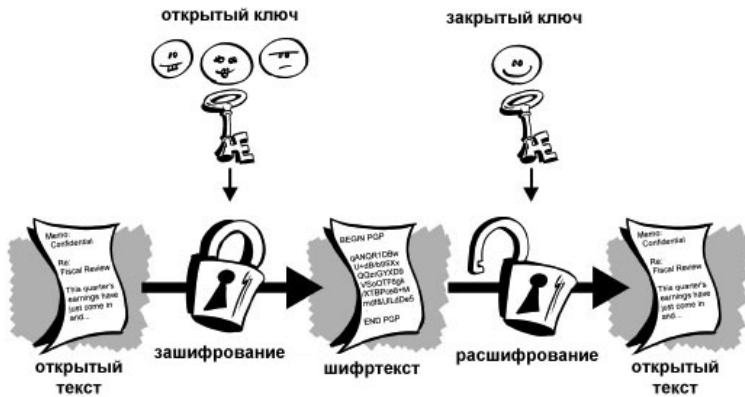 открытый ключ
закрытый ключ
Memo:
Confidential
Re:
Fiscal Review
This quarter's
earnings have
just come in
and...
BEGIN PGP
END PGP
Memo:
Confidential
Re:
Fiscal Review
This quarter's
earnings have
just come in
and...
зашифрование
расшифрование
открытый
текст
шифртекст
открытый
текст